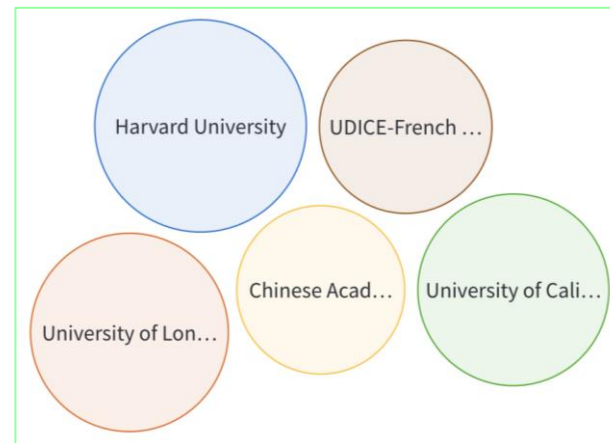 Harvard University
UDICE-French ...
Chinese Acad...
University of Cali...
University of Lon...